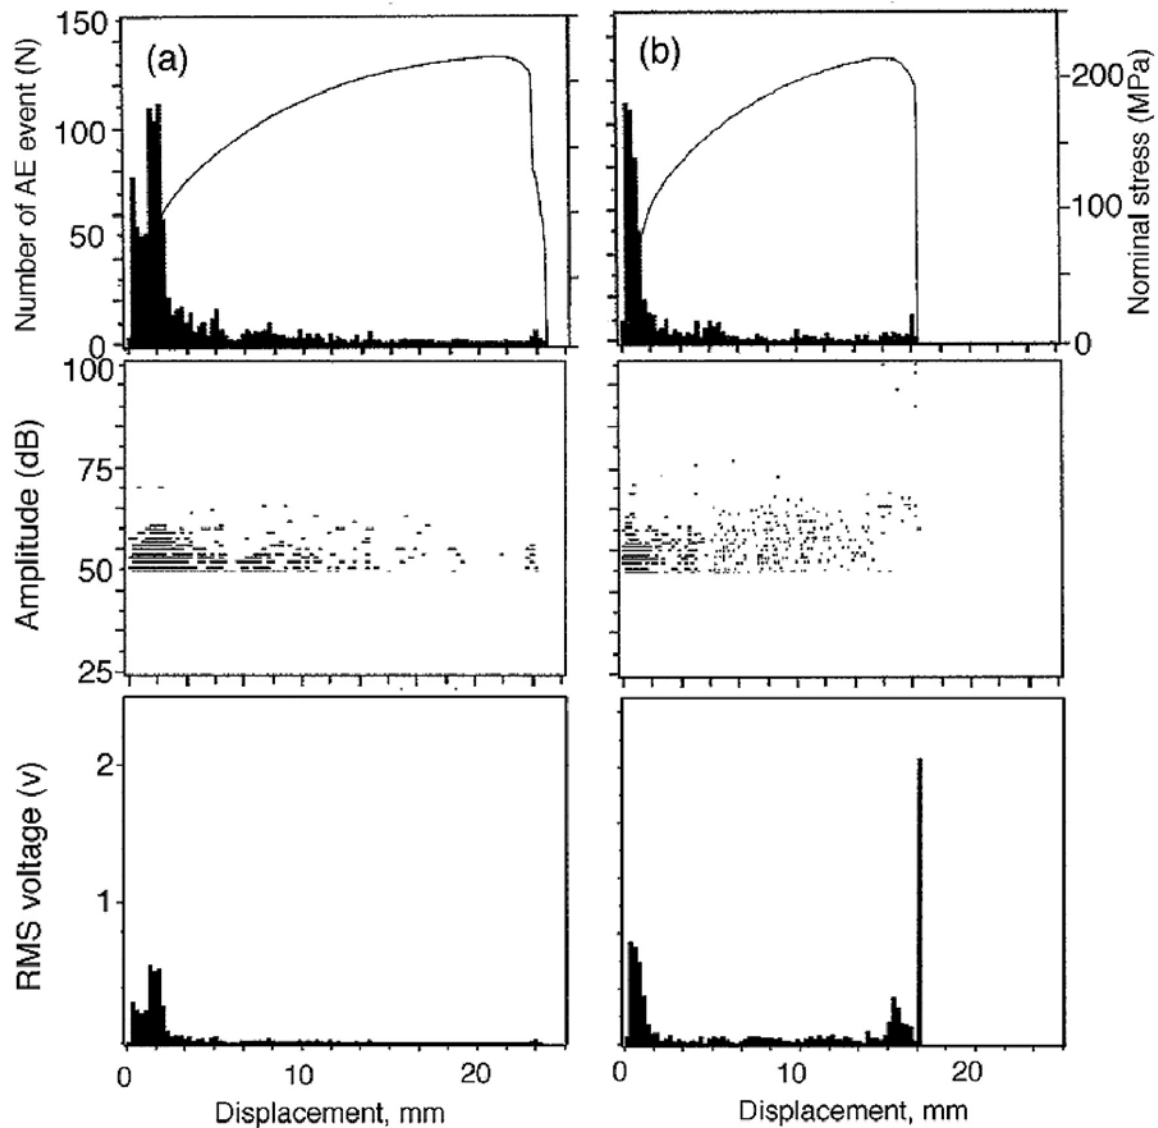 (a)
(b)
Number of AE event (N)
150
100
50
0
Nominal stress (MPa)
200
100
0
Amplitude (dB)
100
75
50
25
RMS voltage (v)
2
1
0
10
20
0
10
20
Displacement, mm
Displacement, mm